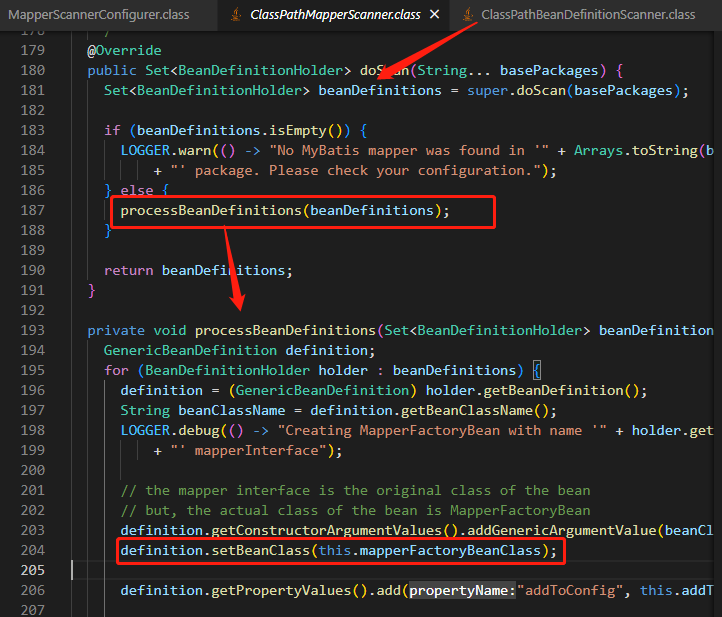 MapperScannerConfigurer.class
ClassPathMapperScanner.class
ClassPathBeanDefinitionScanner.class
178 */
179 @Override
180 public Set<BeanDefinitionHolder> doScan(String... basePackages) {
181 Set<BeanDefinitionHolder> beanDefinitions = super.doScan(basePackages);
182
183 if (beanDefinitions.isEmpty()) {
184 LOGGER.warn(() -> "No MyBatis mapper was found in '" + Arrays.toString(b
185 + "' package. Please check your configuration.");
186 } else {
187 processBeanDefinitions(beanDefinitions);
188 }
189
190 return beanDefinitions;
191 }
192
193 private void processBeanDefinitions(Set<BeanDefinitionHolder> beanDefinition
194 GenericBeanDefinition definition;
195 for (BeanDefinitionHolder holder : beanDefinitions) {
196 definition = (GenericBeanDefinition) holder.getBeanDefinition();
197 String beanClassName = definition.getBeanClassName();
198 LOGGER.debug(() -> "Creating MapperFactoryBean with name '" + holder.get
199 + "' mapperInterface");
200
201 // the mapper interface is the original class of the bean
202 // but, the actual class of the bean is MapperFactoryBean
203 definition.getConstructorArgumentValues().addGenericArgumentValue(beanCl
204 definition.setBeanClass(this.mapperFactoryBeanClass);
205
206 definition.getPropertyValues().add(propertyName:"addToConfig", this.addT
207